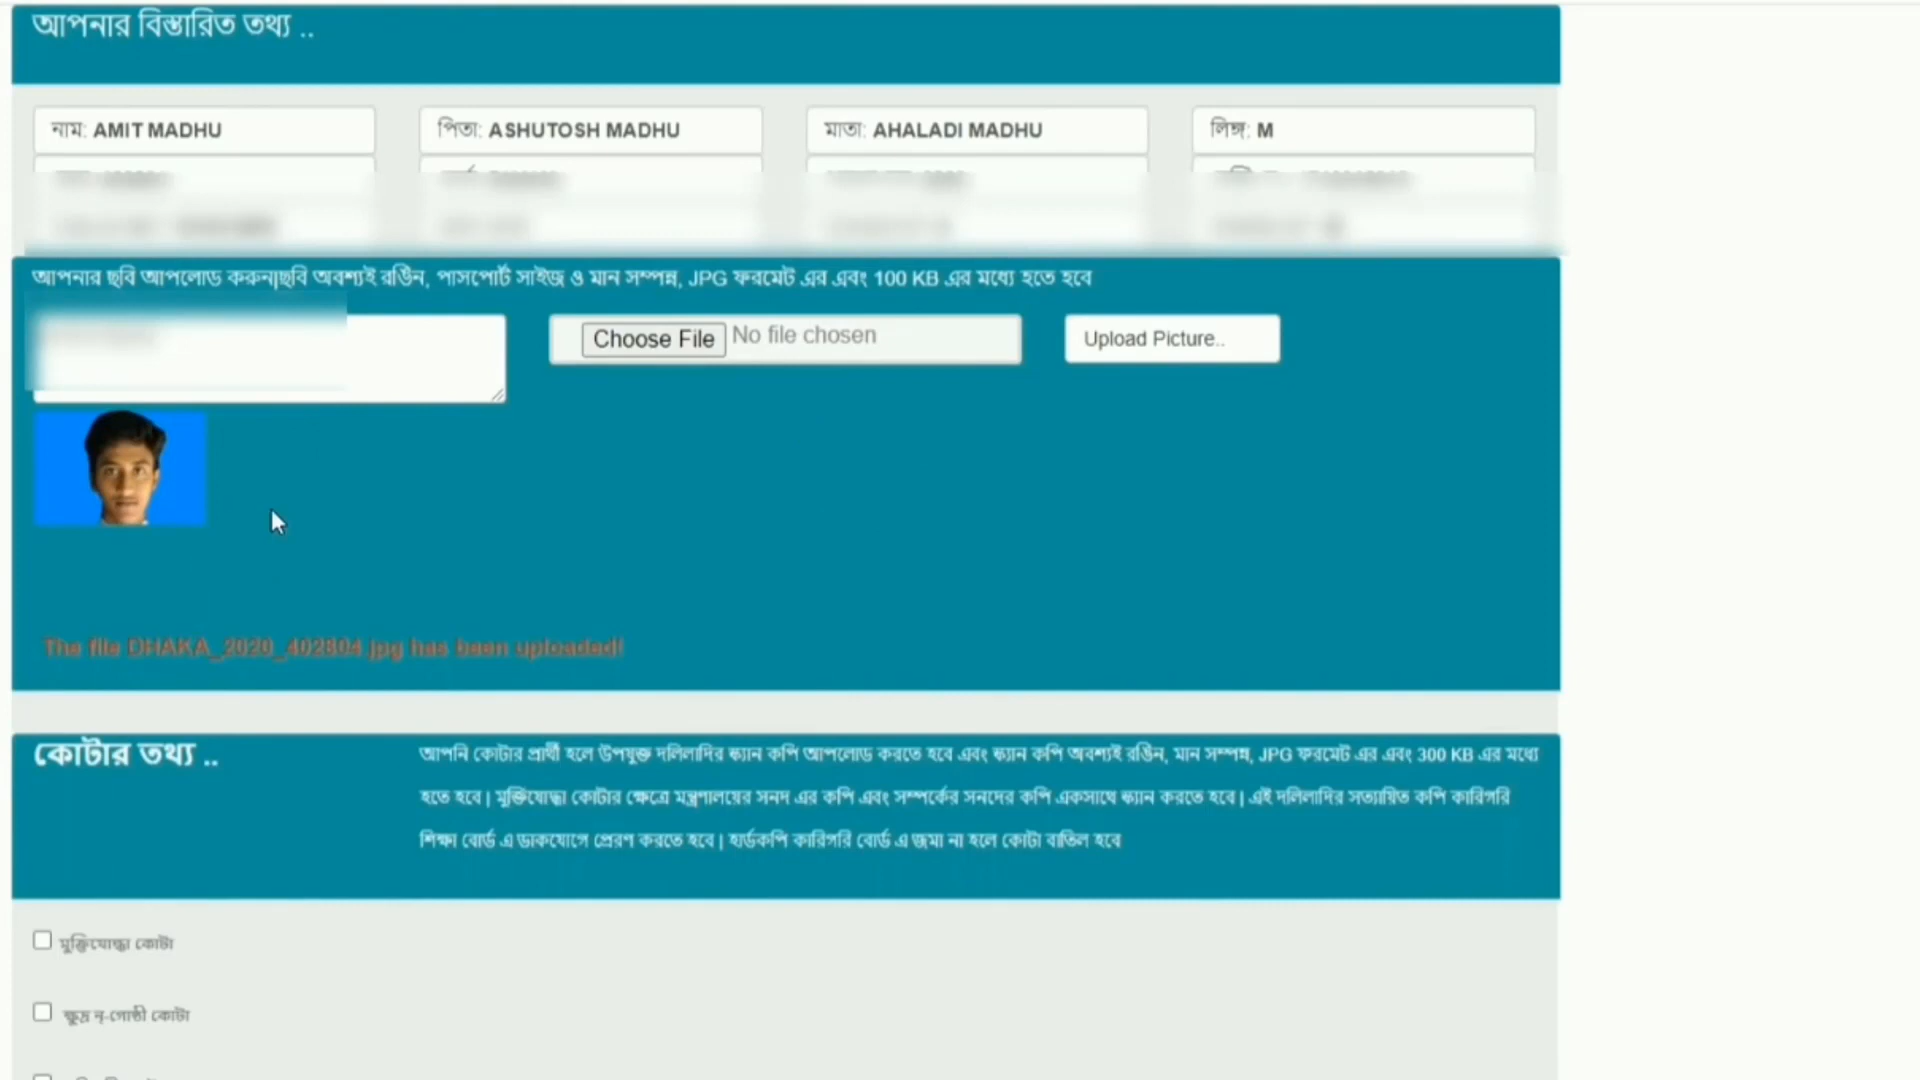 আপনার বিস্তারিত তথ্য ..
নাম: AMIT MADHU
পিতা: ASHUTOSH MADHU
মাতা: AHALADI MADHU
লিঙ্গ: M
আপনার ছবি আপলোড করুন|ছবি অবশ্যই রঙিন, পাসপোর্ট সাইজ ও মান সম্পন্ন, JPG ফরমেট এর এবং 100 KB এর মধ্যে হতে হবে
Choose File No file chosen
Upload Picture..
The file DHAKA_2020_402804.jpg has been uploaded!
কোটার তথ্য ..
আপনি কোটার প্রার্থী হলে উপযুক্ত দলিলাদির স্ক্যান কপি আপলোড করতে হবে এবং স্ক্যান কপি অবশ্যই রঙিন, মান সম্পন্ন, JPG ফরমেট এর এবং 300 KB এর মধ্যে
হতে হবে | মুক্তিযোদ্ধা কোটার ক্ষেত্রে মন্ত্রণালয়ের সনদ এর কপি এবং সম্পর্কের সনদের কপি একসাথে স্ক্যান করতে হবে | এই দলিলাদির সত্যায়িত কপি কারিগরি
শিক্ষা বোর্ড এ ডাকযোগে প্রেরণ করতে হবে | হার্ডকপি কারিগরি বোর্ড এ জমা না হলে কোটা বাতিল হবে
মুক্তিযোদ্ধা কোটা
ক্ষুদ্র নৃ-গোষ্ঠী কোটা